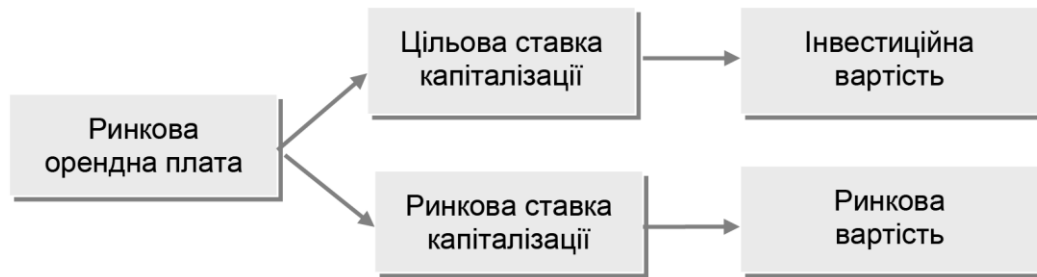 Ринкова
орендна плата
Цільова ставка
капіталізації
Інвестиційна
вартість
Ринкова ставка
капіталізації
Ринкова
вартість